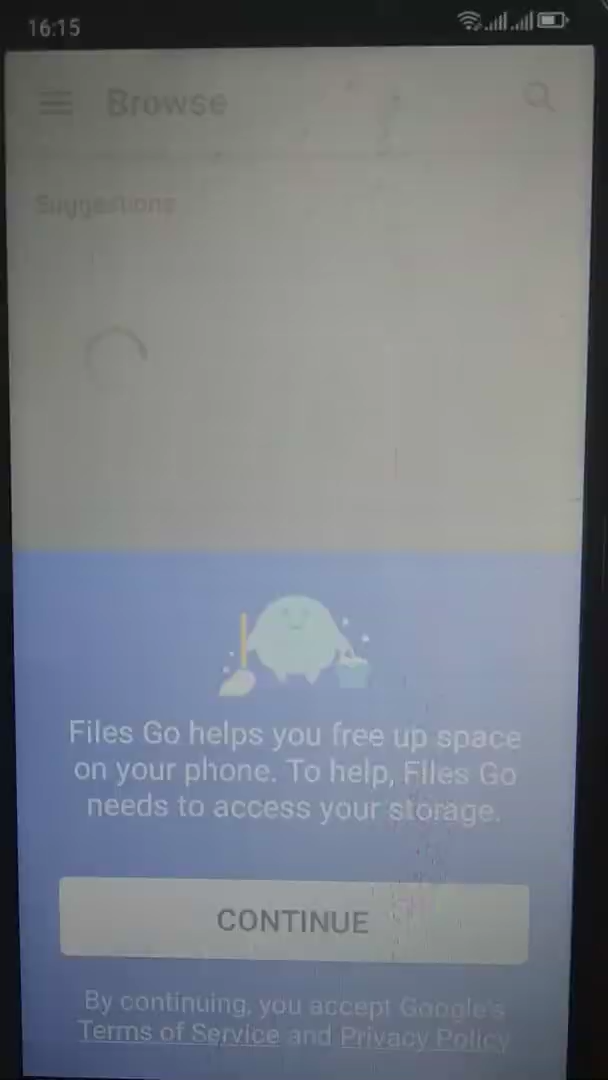 16:15
Browse
Suggestions
Files Go helps you free up space
on your phone. To help, Files Go
needs to access your storage.
CONTINUE
By continuing, you accept Google's
Terms of Service and Privacy Policy